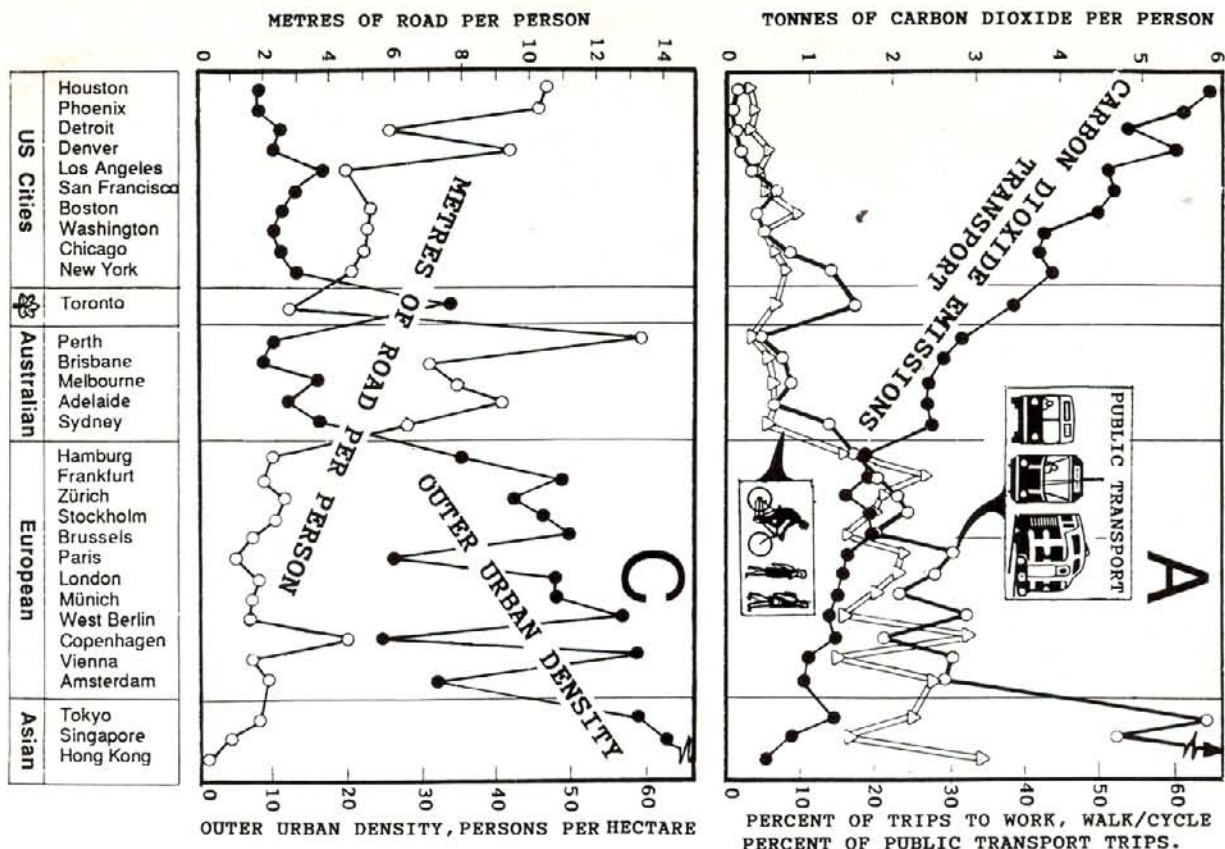 METRES OF ROAD PER PERSON
0 2 4 6 8 10 12 14
TONNES OF CARBON DIOXIDE PER PERSON
0 1 2 3 4 5 6
US Cities
Houston
Phoenix
Detroit
Denver
Los Angeles
San Francisco
Boston
Washington
Chicago
New York
Toronto
Australian
Perth
Brisbane
Melbourne
Adelaide
Sydney
European
Hamburg
Frankfurt
Zürich
Stockholm
Brussels
Paris
London
Münich
West Berlin
Copenhagen
Vienna
Amsterdam
Asian
Tokyo
Singapore
Hong Kong
METRES OF ROAD PER PERSON
OUTER URBAN DENSITY
C
0 10 20 30 40 50 60
OUTER URBAN DENSITY, PERSONS PER HECTARE
CARBON DIOXIDE EMISSIONS
TRANSPORT
PUBLIC TRANSPORT
A
0 10 20 30 40 50 60
PERCENT OF TRIPS TO WORK, WALK/CYCLE
PERCENT OF PUBLIC TRANSPORT TRIPS.